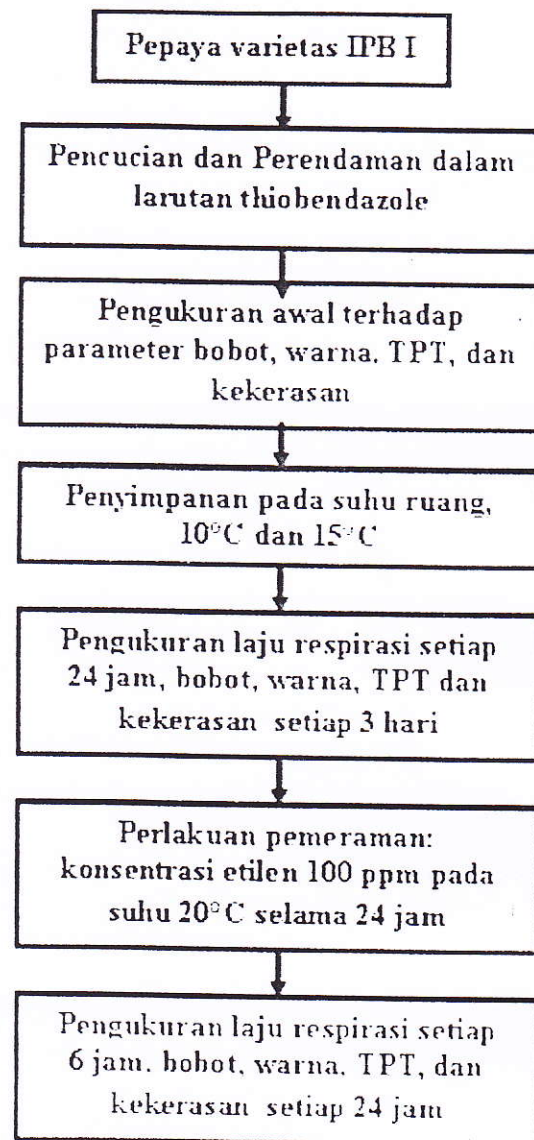 Pepaya varietas IPB I
Pencucian dan Perendaman dalam
larutan thiobendazole
Pengukuran awal terhadap
parameter bobot, warna, TPT, dan
kekerasan
Penyimpanan pada suhu ruang,
10°C dan 15°C
Pengukuran laju respirasi setiap
24 jam, bobot, warna, TPT dan
kekerasan setiap 3 hari
Perlakuan pemeraman:
konsentrasi etilen 100 ppm pada
suhu 20°C selama 24 jam
Pengukuran laju respirasi setiap
6 jam. bobot, warna. TPT, dan
kekerasan setiap 24 jam